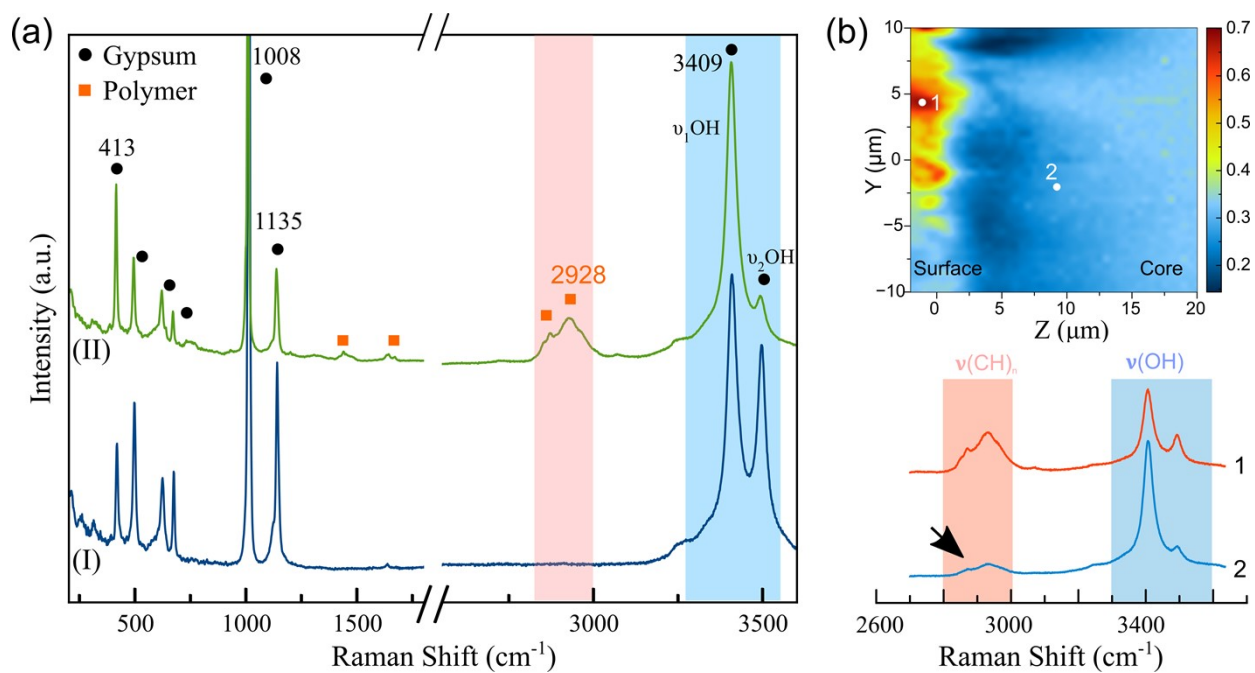 (a)
Gypsum
Polymer
413
1008
1135
2928
3409
υ₁OH
υ₂OH
(II)
(I)
Intensity (a.u.)
500
1000
1500
3000
3500
Raman Shift (cm⁻¹)
(b)
10
5
0
−5
−10
Y (μm)
1
2
Surface
Core
0
5
10
15
20
Z (μm)
0.7
0.6
0.5
0.4
0.3
0.2
ν(CH)ₙ
ν(OH)
1
2
2600
3000
3400
Raman Shift (cm⁻¹)